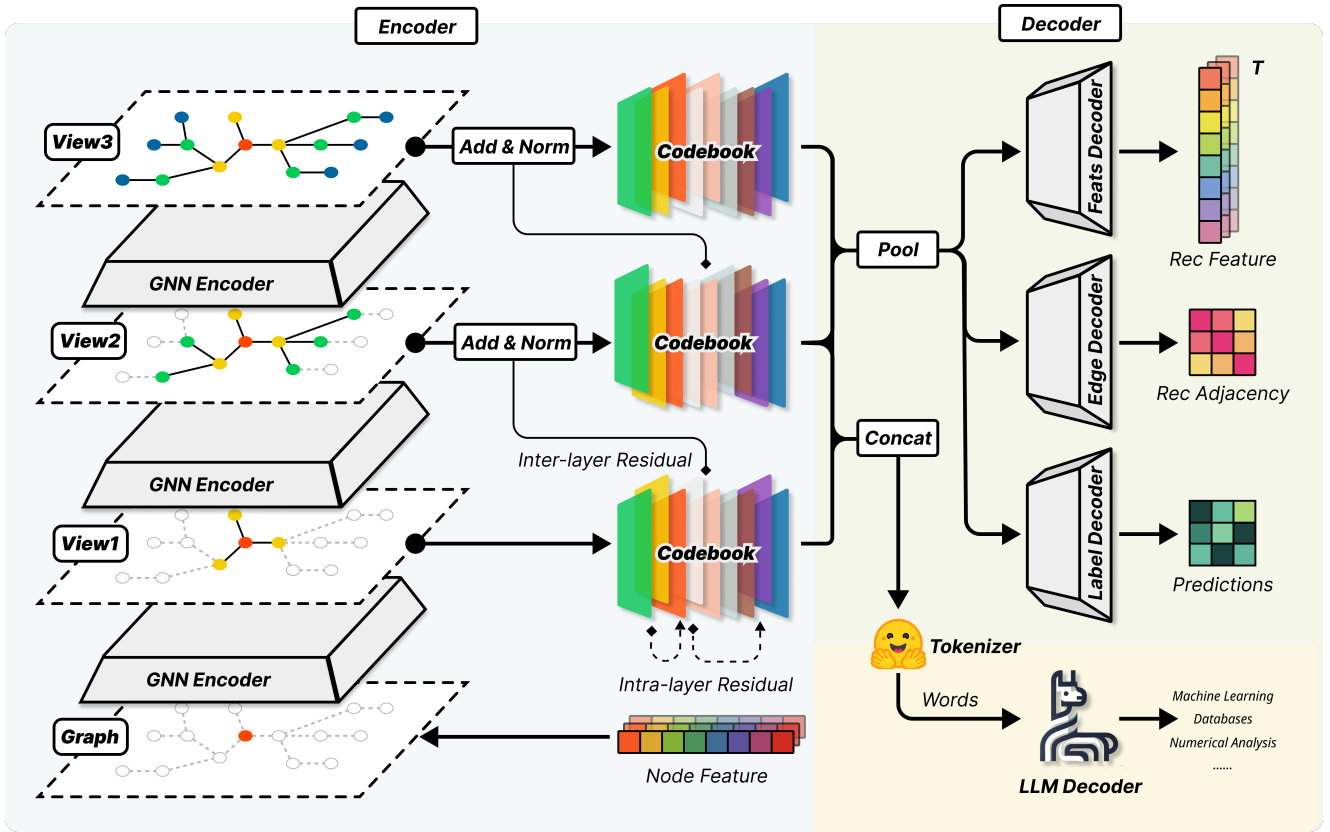 Encoder
Decoder
View3
Add & Norm
Codebook
Feats Decoder
T
Rec Feature
GNN Encoder
Pool
View2
Add & Norm
Codebook
Edge Decoder
Rec Adjacency
GNN Encoder
Inter-layer Residual
Concat
View1
Codebook
Label Decoder
Predictions
GNN Encoder
Intra-layer Residual
Tokenizer
Graph
Node Feature
Words
LLM Decoder
Machine Learning
Databases
Numerical Analysis
......